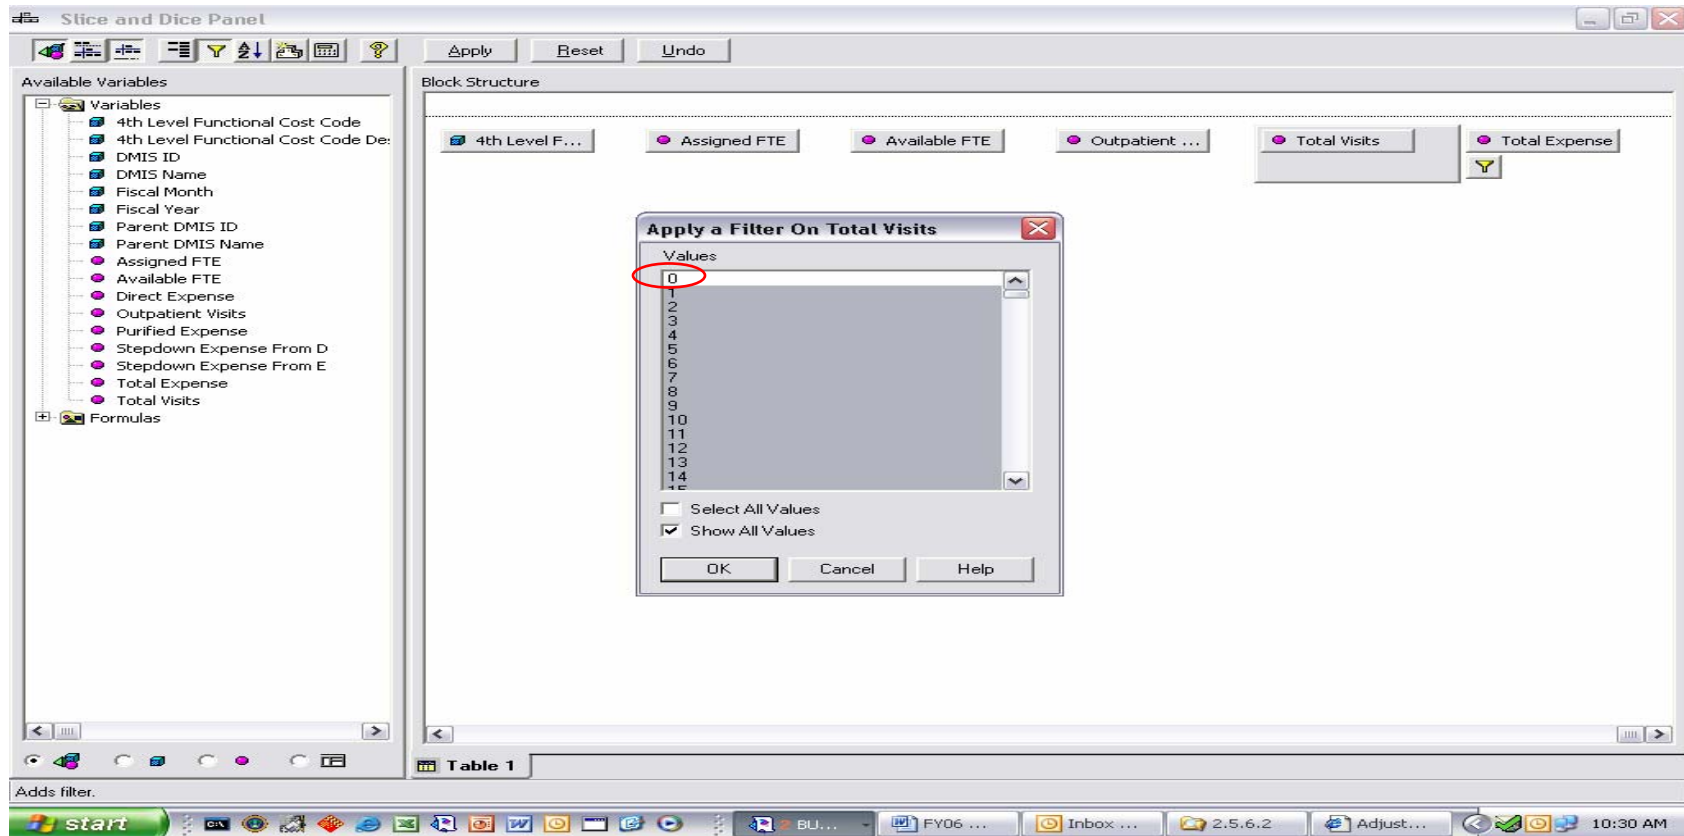 Slice and Dice Panel
Apply Reset Undo
Available Variables
Variables
4th Level Functional Cost Code
4th Level Functional Cost Code De
DMIS ID
DMIS Name
Fiscal Month
Fiscal Year
Parent DMIS ID
Parent DMIS Name
Assigned FTE
Available FTE
Direct Expense
Outpatient Visits
Purified Expense
Stepdown Expense From D
Stepdown Expense From E
Total Expense
Total Visits
Formulas
Block Structure
4th Level F... Assigned FTE Available FTE Outpatient ... Total Visits Total Expense
Apply a Filter On Total Visits
Values
0
1
2
3
4
5
6
7
8
9
10
11
12
13
14
15
Select All Values
Show All Values
OK Cancel Help
Table 1
Adds filter.
start C:\ 2 BU... FY06 ... Inbox ... 2.5.6.2 Adjust... 10:30 AM